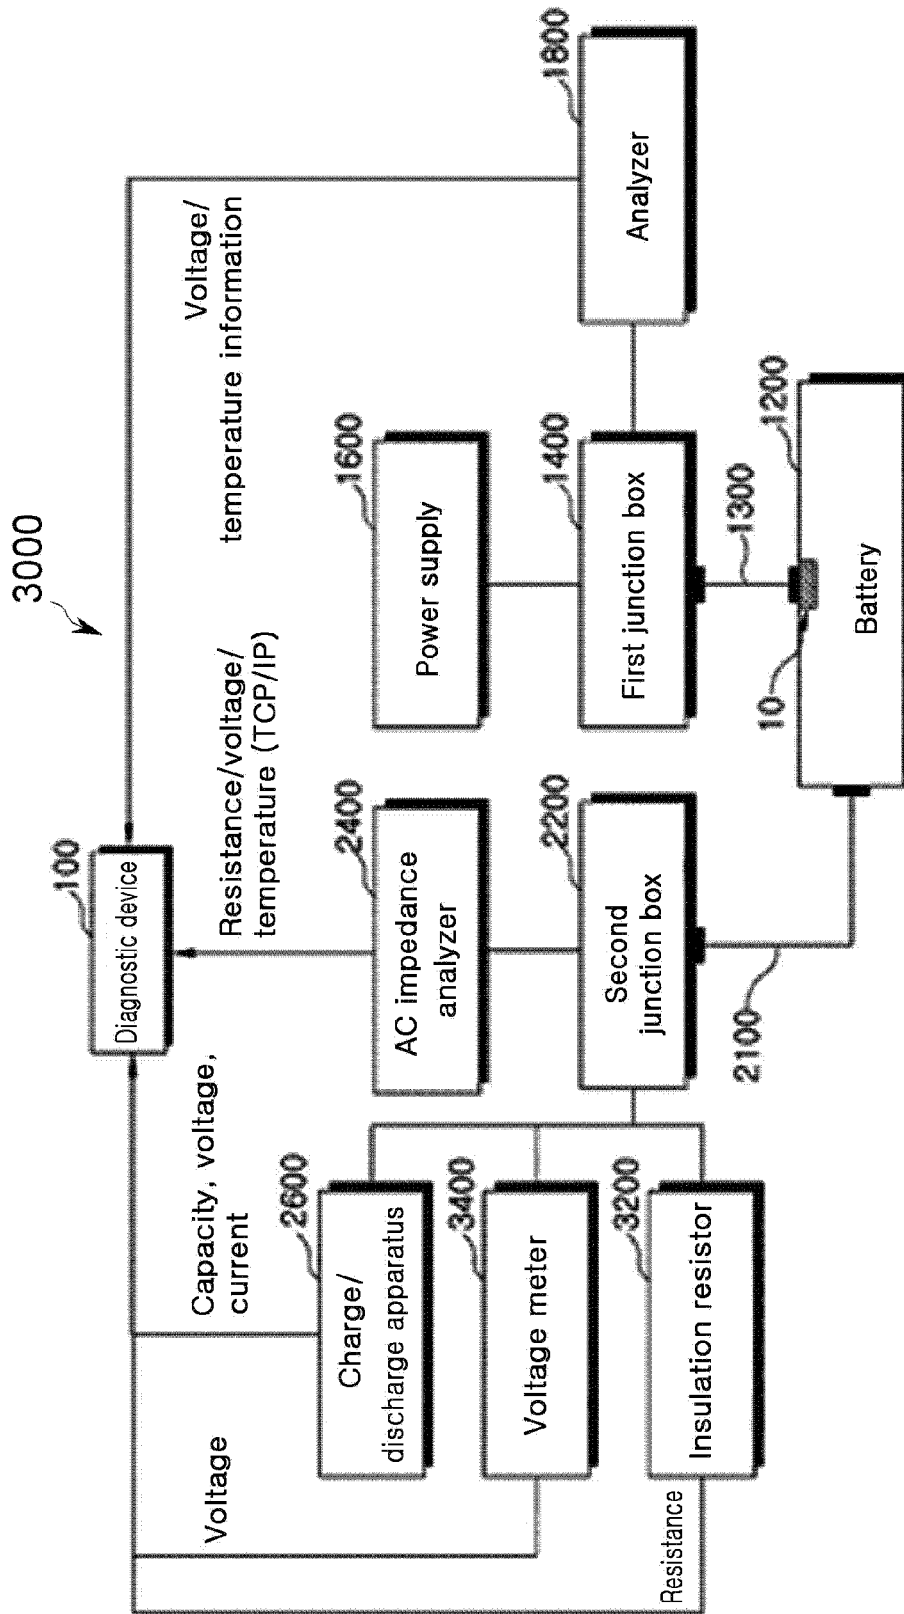 3000
100
Diagnostic device
Capacity, voltage,
current
Voltage
Resistance/voltage/
temperature (TCP/IP)
Voltage/
temperature information
2600
Charge/
discharge apparatus
2400
AC impedance
analyzer
1600
Power supply
3400
Voltage meter
2200
Second
junction box
1400
First junction box
1800
Analyzer
3200
Insulation resistor
Resistance
2100
1300
10
1200
Battery